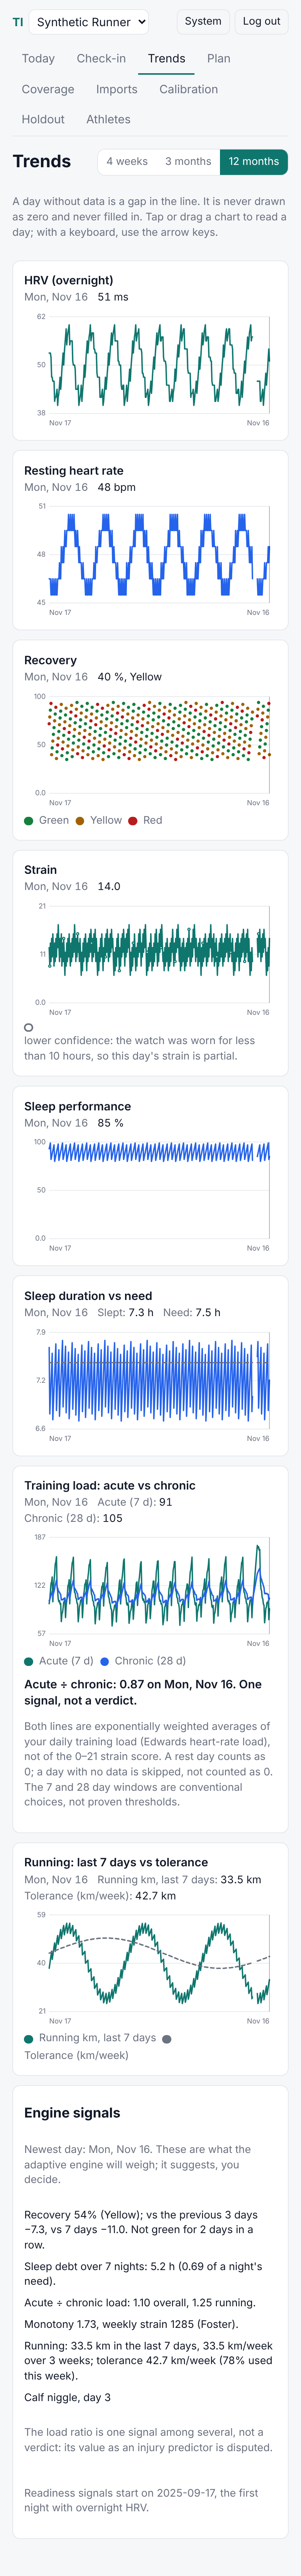 TI Synthetic Runner System Log out
Today Check-in Trends Plan
Coverage Imports Calibration
Holdout Athletes
Trends 4 weeks 3 months 12 months
A day without data is a gap in the line. It is never drawn
as zero and never filled in. Tap or drag a chart to read a
day; with a keyboard, use the arrow keys.
HRV (overnight)
Mon, Nov 16 51 ms
62
50
38
Nov 17 Nov 16
Resting heart rate
Mon, Nov 16 48 bpm
51
48
45
Nov 17 Nov 16
Recovery
Mon, Nov 16 40 %, Yellow
100
50
0.0
Nov 17 Nov 16
Green Yellow Red
Strain
Mon, Nov 16 14.0
21
11
0.0
Nov 17 Nov 16
lower confidence: the watch was worn for less
than 10 hours, so this day's strain is partial.
Sleep performance
Mon, Nov 16 85 %
100
50
0.0
Nov 17 Nov 16
Sleep duration vs need
Mon, Nov 16 Slept: 7.3 h Need: 7.5 h
7.9
7.2
6.6
Nov 17 Nov 16
Training load: acute vs chronic
Mon, Nov 16 Acute (7 d): 91
Chronic (28 d): 105
187
122
57
Nov 17 Nov 16
Acute (7 d) Chronic (28 d)
Acute ÷ chronic: 0.87 on Mon, Nov 16. One
signal, not a verdict.
Both lines are exponentially weighted averages of
your daily training load (Edwards heart-rate load),
not of the 0–21 strain score. A rest day counts as
0; a day with no data is skipped, not counted as 0.
The 7 and 28 day windows are conventional
choices, not proven thresholds.
Running: last 7 days vs tolerance
Mon, Nov 16 Running km, last 7 days: 33.5 km
Tolerance (km/week): 42.7 km
59
40
21
Nov 17 Nov 16
Running km, last 7 days
Tolerance (km/week)
Engine signals
Newest day: Mon, Nov 16. These are what the
adaptive engine will weigh; it suggests, you
decide.
Recovery 54% (Yellow); vs the previous 3 days
−7.3, vs 7 days −11.0. Not green for 2 days in a
row.
Sleep debt over 7 nights: 5.2 h (0.69 of a night's
need).
Acute ÷ chronic load: 1.10 overall, 1.25 running.
Monotony 1.73, weekly strain 1285 (Foster).
Running: 33.5 km in the last 7 days, 33.5 km/week
over 3 weeks; tolerance 42.7 km/week (78% used
this week).
Calf niggle, day 3
The load ratio is one signal among several, not a
verdict: its value as an injury predictor is disputed.
Readiness signals start on 2025-09-17, the first
night with overnight HRV.